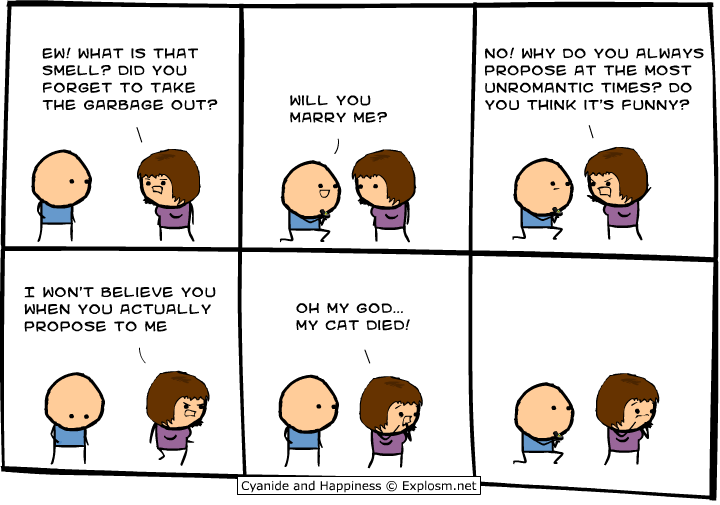 EW! WHAT IS THAT
SMELL? DID YOU
FORGET TO TAKE
THE GARBAGE OUT?
WILL YOU
MARRY ME?
NO! WHY DO YOU ALWAYS
PROPOSE AT THE MOST
UNROMANTIC TIMES? DO
YOU THINK IT'S FUNNY?
I WON'T BELIEVE YOU
WHEN YOU ACTUALLY
PROPOSE TO ME
OH MY GOD...
MY CAT DIED!
Cyanide and Happiness © Explosm.net